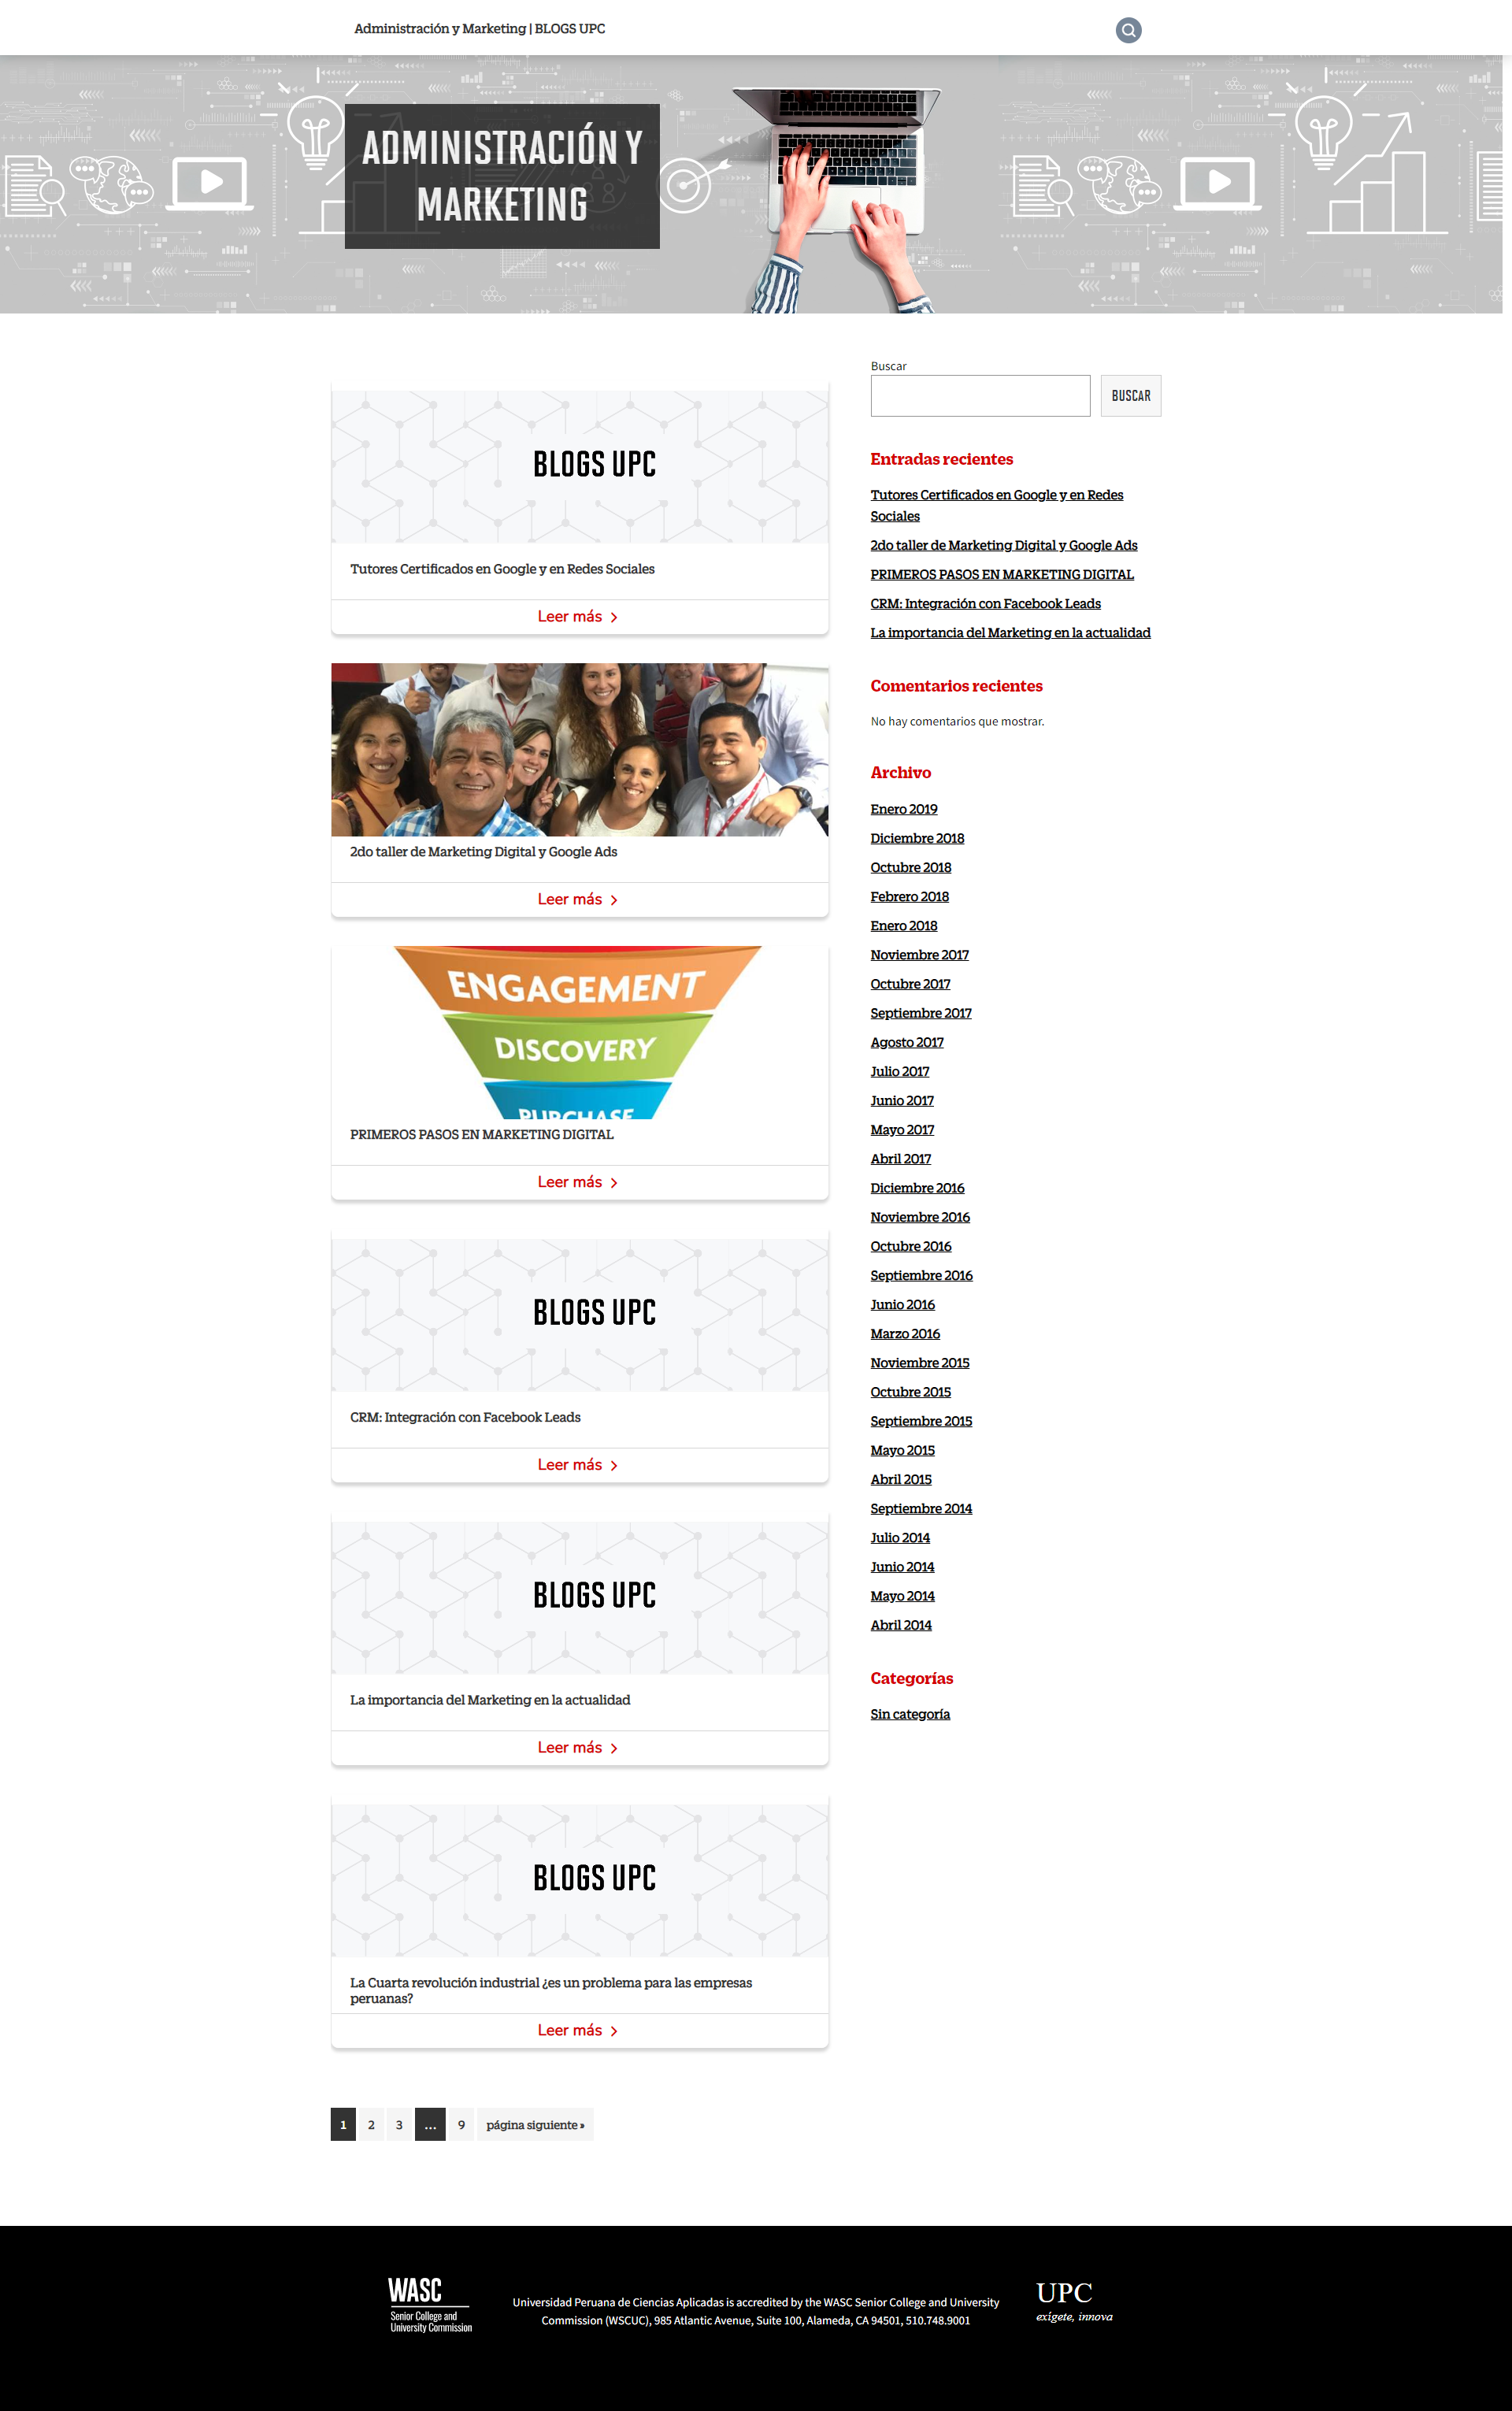 Administración y Marketing | BLOGS UPC
ADMINISTRACIÓN Y
MARKETING
BLOGS UPC
Tutores Certificados en Google y en Redes Sociales
Leer más
2do taller de Marketing Digital y Google Ads
Leer más
ENGAGEMENT
DISCOVERY
PURCHASE
PRIMEROS PASOS EN MARKETING DIGITAL
Leer más
BLOGS UPC
CRM: Integración con Facebook Leads
Leer más
BLOGS UPC
La importancia del Marketing en la actualidad
Leer más
BLOGS UPC
La Cuarta revolución industrial ¿es un problema para las empresas
peruanas?
Leer más
1 2 3 … 9 página siguiente »
Buscar
BUSCAR
Entradas recientes
Tutores Certificados en Google y en Redes
Sociales
2do taller de Marketing Digital y Google Ads
PRIMEROS PASOS EN MARKETING DIGITAL
CRM: Integración con Facebook Leads
La importancia del Marketing en la actualidad
Comentarios recientes
No hay comentarios que mostrar.
Archivo
Enero 2019
Diciembre 2018
Octubre 2018
Febrero 2018
Enero 2018
Noviembre 2017
Octubre 2017
Septiembre 2017
Agosto 2017
Julio 2017
Junio 2017
Mayo 2017
Abril 2017
Diciembre 2016
Noviembre 2016
Octubre 2016
Septiembre 2016
Junio 2016
Marzo 2016
Noviembre 2015
Octubre 2015
Septiembre 2015
Mayo 2015
Abril 2015
Septiembre 2014
Julio 2014
Junio 2014
Mayo 2014
Abril 2014
Categorías
Sin categoría
WASC
Senior College and
University Commission
Universidad Peruana de Ciencias Aplicadas is accredited by the WASC Senior College and University
Commission (WSCUC), 985 Atlantic Avenue, Suite 100, Alameda, CA 94501, 510.748.9001
UPC
exígete, innova